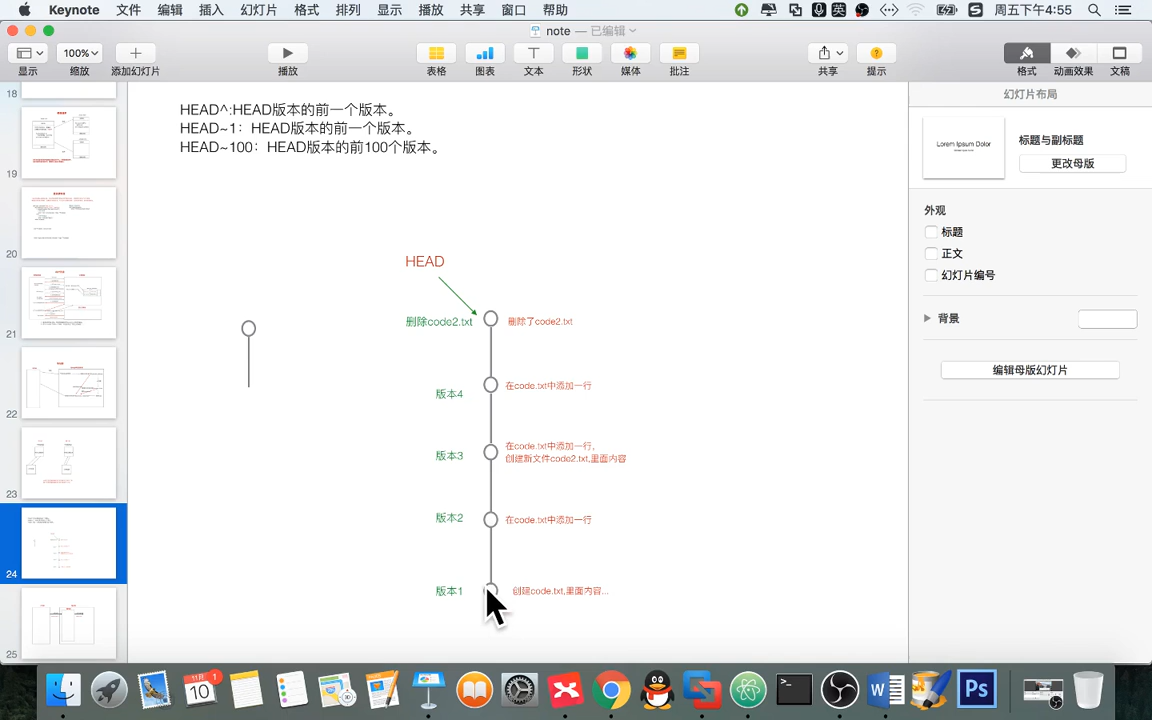 Keynote 文件 编辑 插入 幻灯片 格式 排列 显示 播放 共享 窗口 帮助 英 周五下午4:55
note — 已编辑
100%
显示 缩放 添加幻灯片 播放 表格 图表 文本 形状 媒体 批注 共享 提示 格式 动画效果 文稿
18
19
20
21
22
23
24
25
HEAD^:HEAD版本的前一个版本。
HEAD~1：HEAD版本的前一个版本。
HEAD~100：HEAD版本的前100个版本。
HEAD
删除code2.txt 删除了code2.txt
版本4 在code.txt中添加一行
版本3 在code.txt中添加一行,
创建新文件code2.txt,里面内容
版本2 在code.txt中添加一行
版本1 创建code.txt,里面内容...
幻灯片布局
Lorem Ipsum Dolor
标题与副标题
更改母版
外观
标题
正文
幻灯片编号
背景
编辑母版幻灯片
11月
10
1
W
Ps